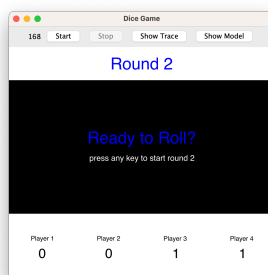 Dice Game
168 Start Stop Show Trace Show Model
Round 2
Ready to Roll?
press any key to start round 2
Player 1 Player 2 Player 3 Player 4
0 0 1 1